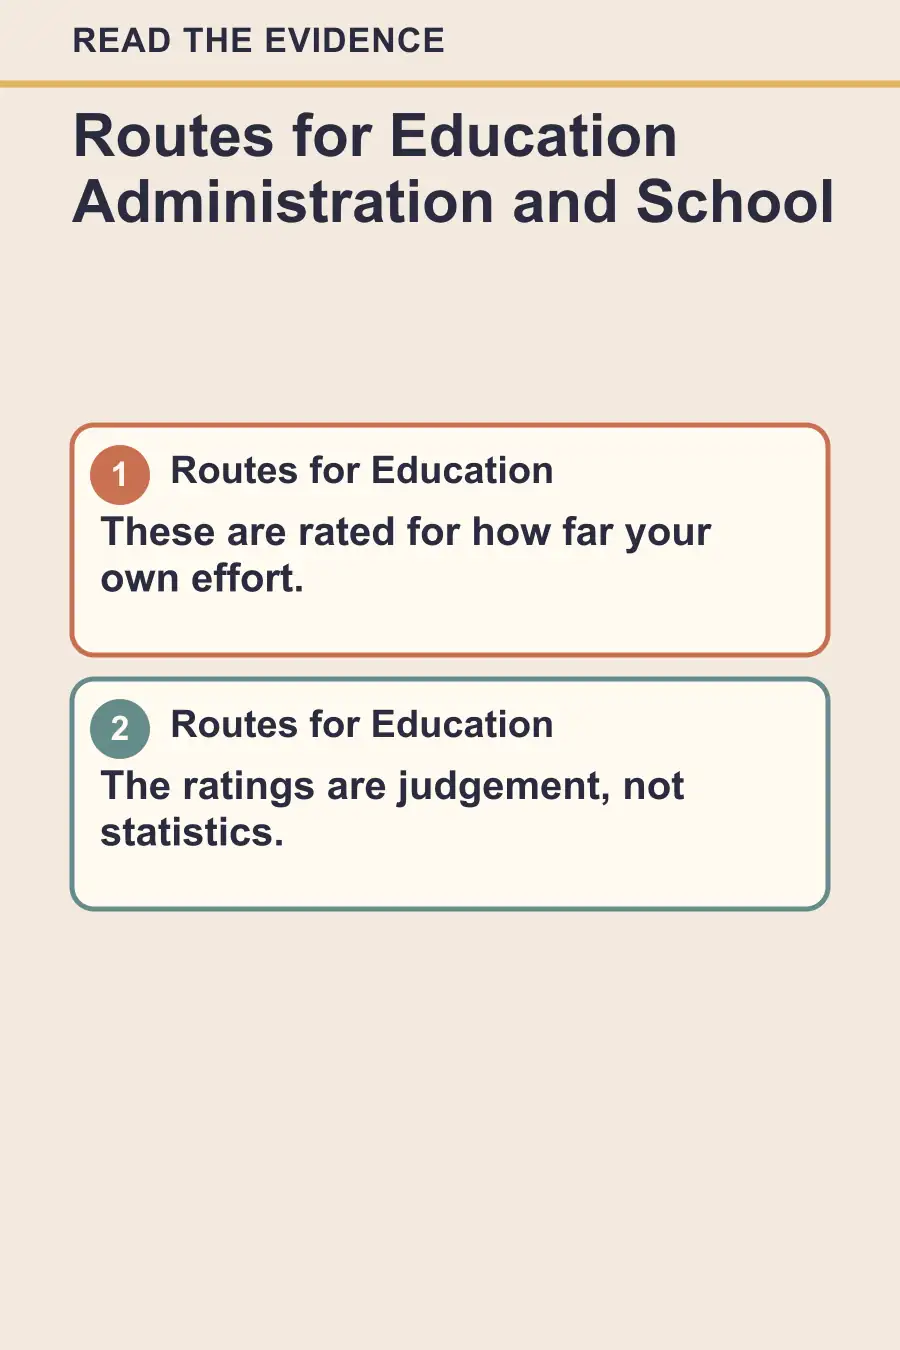 READ THE EVIDENCE
Routes for Education
Administration and School
1 Routes for Education
These are rated for how far your
own effort.
2 Routes for Education
The ratings are judgement, not
statistics.